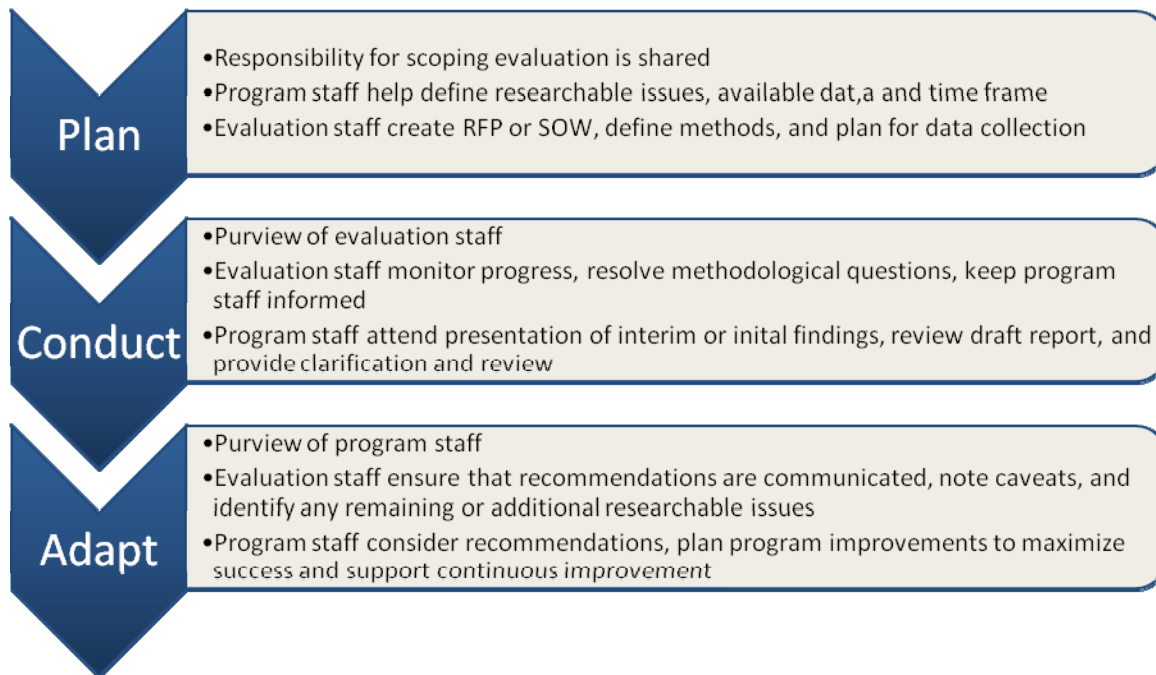 Plan
•Responsibility for scoping evaluation is shared
•Program staff help define researchable issues, available dat,a and time frame
•Evaluation staff create RFP or SOW, define methods, and plan for data collection
Conduct
•Purview of evaluation staff
•Evaluation staff monitor progress, resolve methodological questions, keep program
staff informed
•Program staff attend presentation of interim or inital findings, review draft report, and
provide clarification and review
Adapt
•Purview of program staff
•Evaluation staff ensure that recommendations are communicated, note caveats, and
identify any remaining or additional researchable issues
•Program staff consider recommendations, plan program improvements to maximize
success and support continuous improvement